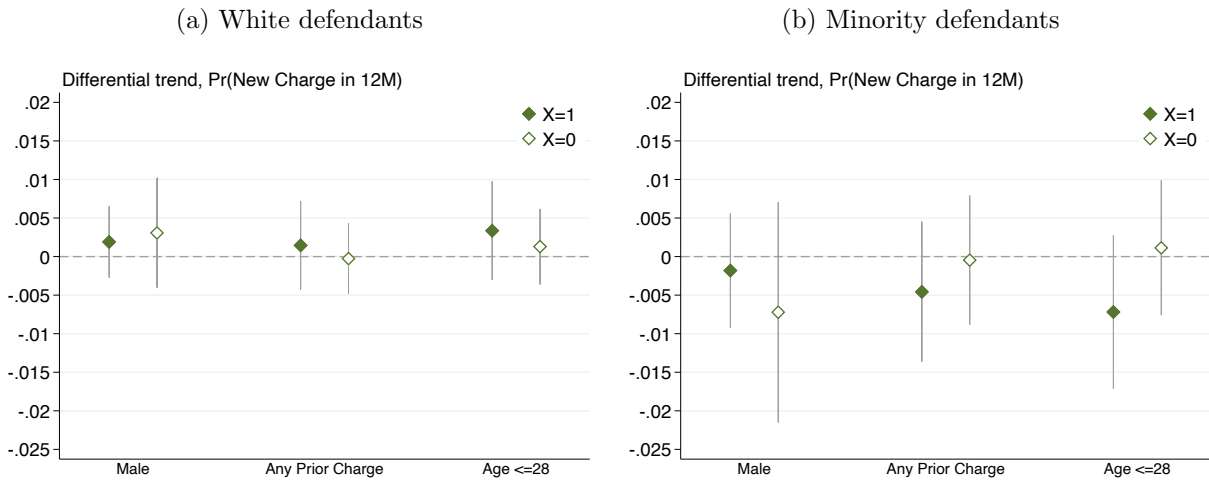 (a) White defendants
Differential trend, Pr(New Charge in 12M)
.02
.015
.01
.005
0
-.005
-.01
-.015
-.02
-.025
X=1
X=0
Male
Any Prior Charge
Age <=28
(b) Minority defendants
Differential trend, Pr(New Charge in 12M)
.02
.015
.01
.005
0
-.005
-.01
-.015
-.02
-.025
X=1
X=0
Male
Any Prior Charge
Age <=28